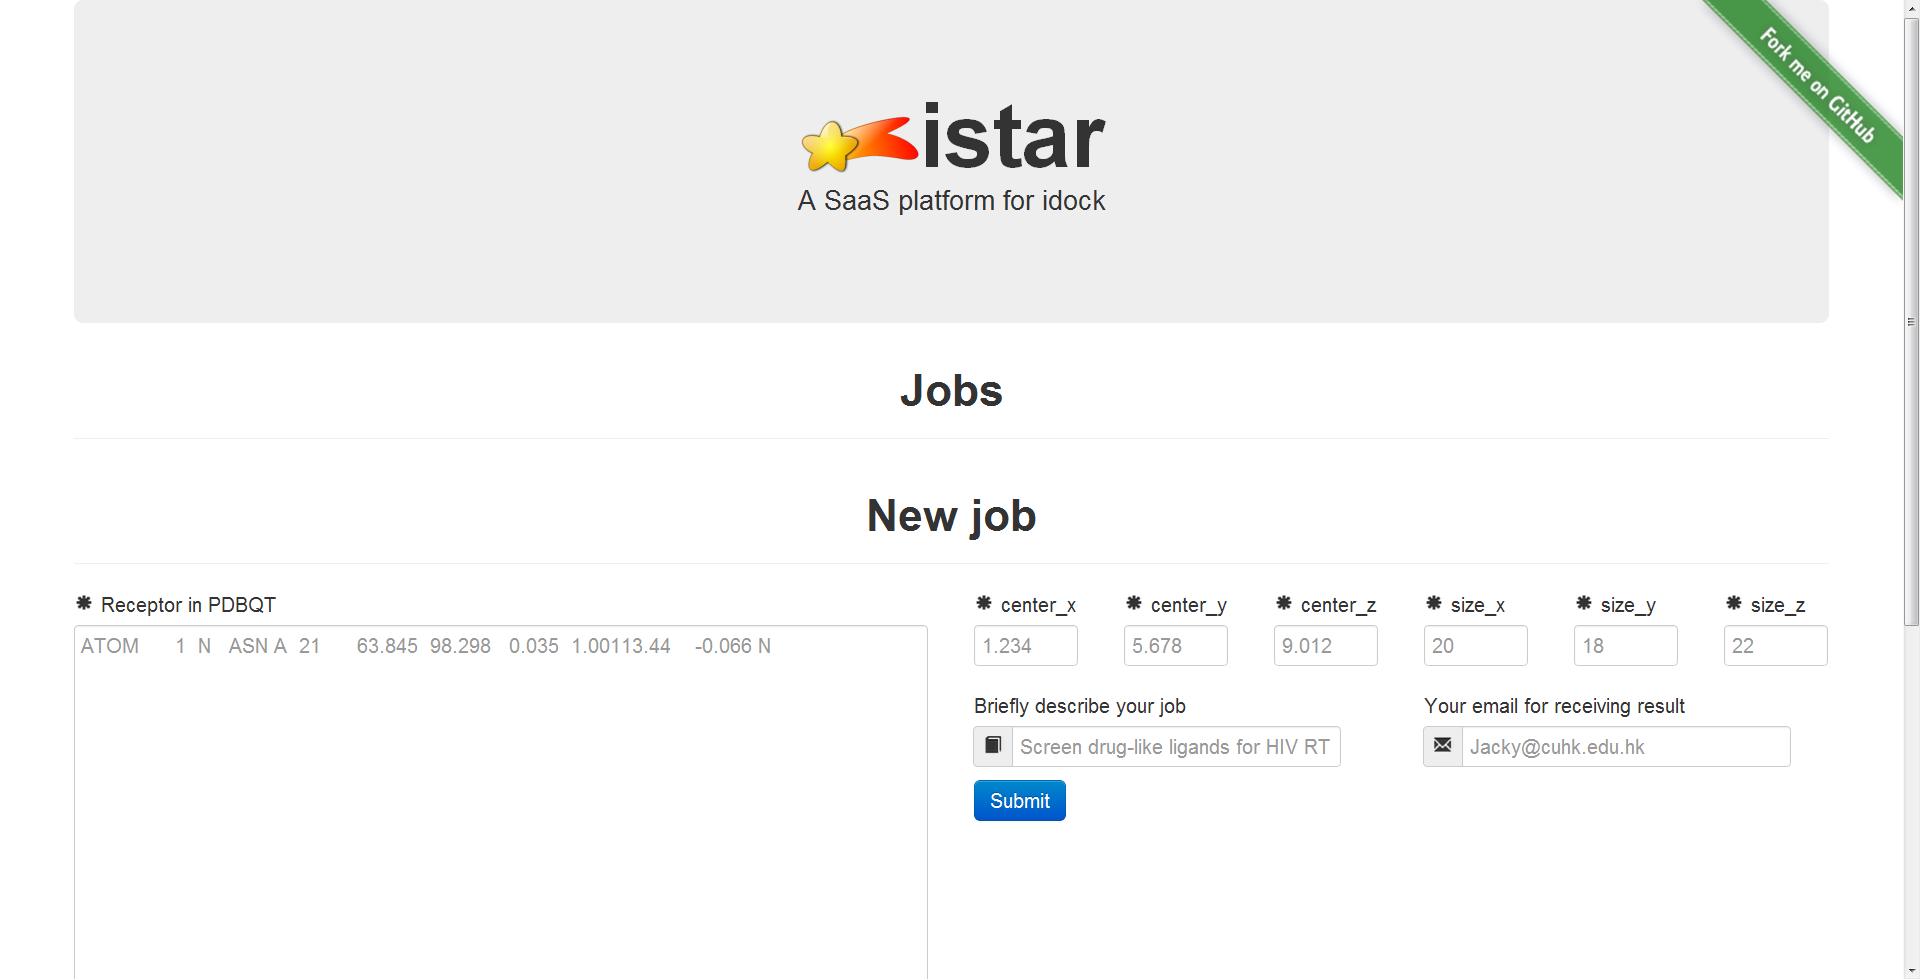 Fork me on GitHub
istar
A SaaS platform for idock
Jobs
New job
Receptor in PDBQT
ATOM 1 N ASN A 21 63.845 98.298 0.035 1.00113.44 -0.066 N
center_x center_y center_z size_x size_y size_z
1.234 5.678 9.012 20 18 22
Briefly describe your job Your email for receiving result
Screen drug-like ligands for HIV RT Jacky@cuhk.edu.hk
Submit